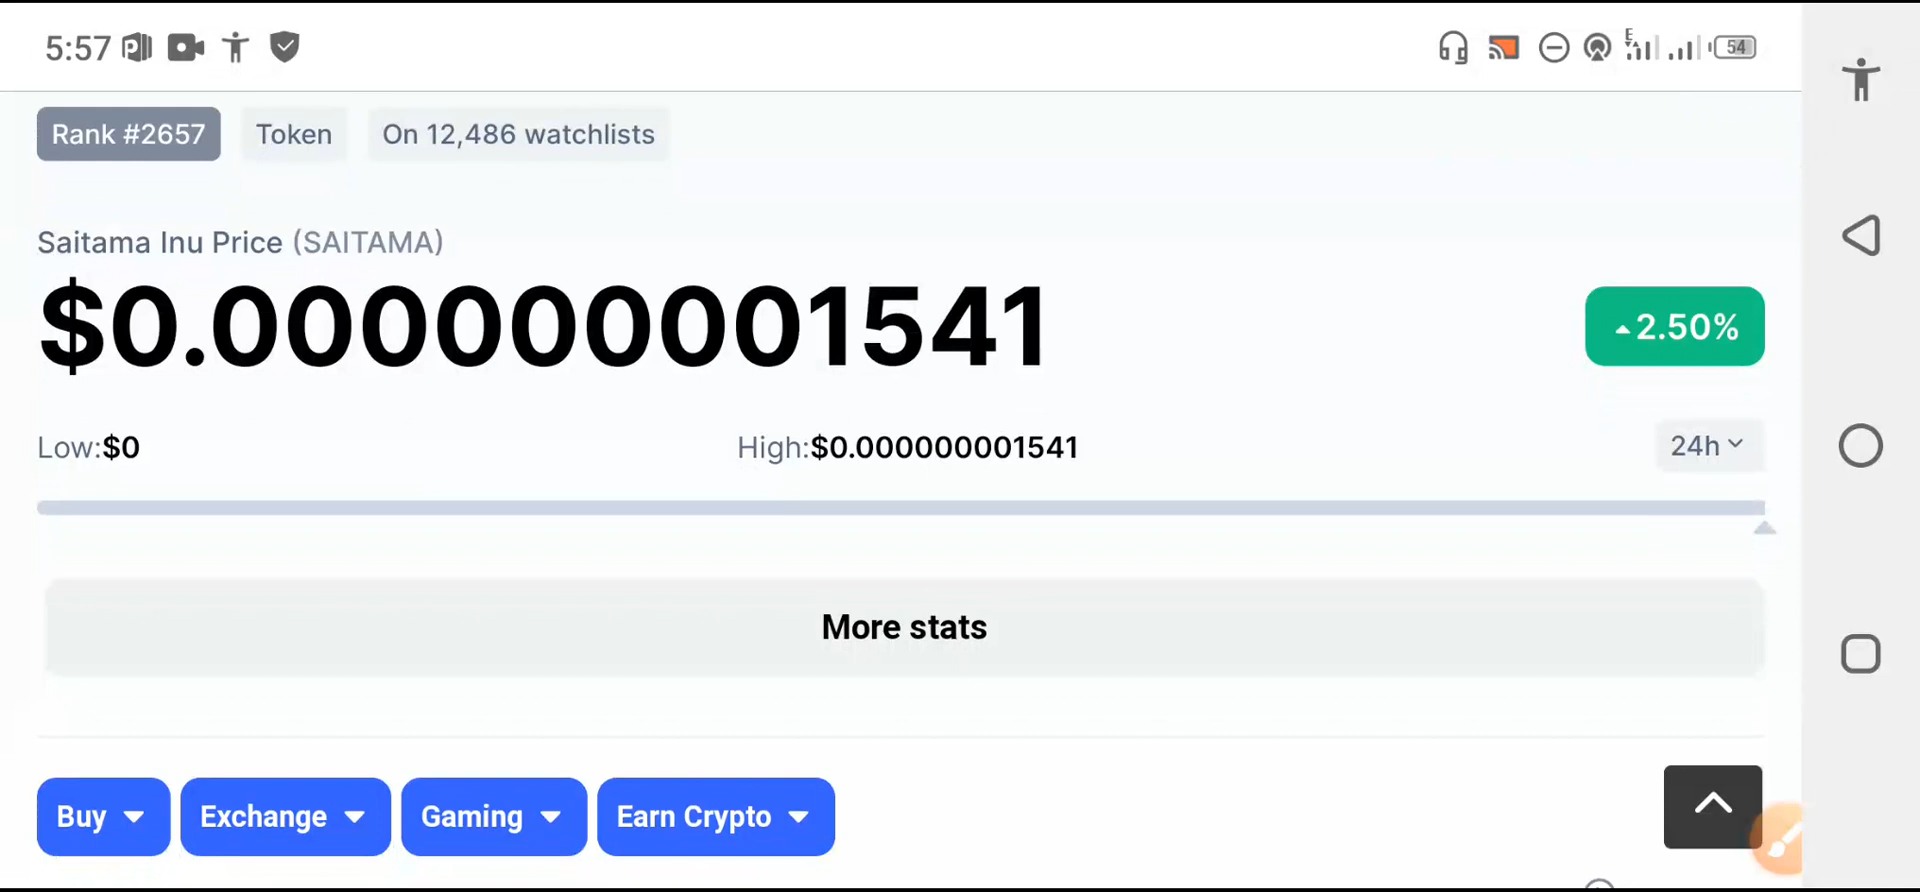 5:57
54
Rank #2657 Token On 12,486 watchlists
Saitama Inu Price (SAITAMA)
$0.000000001541
2.50%
Low:$0 High:$0.000000001541 24h
More stats
Buy Exchange Gaming Earn Crypto